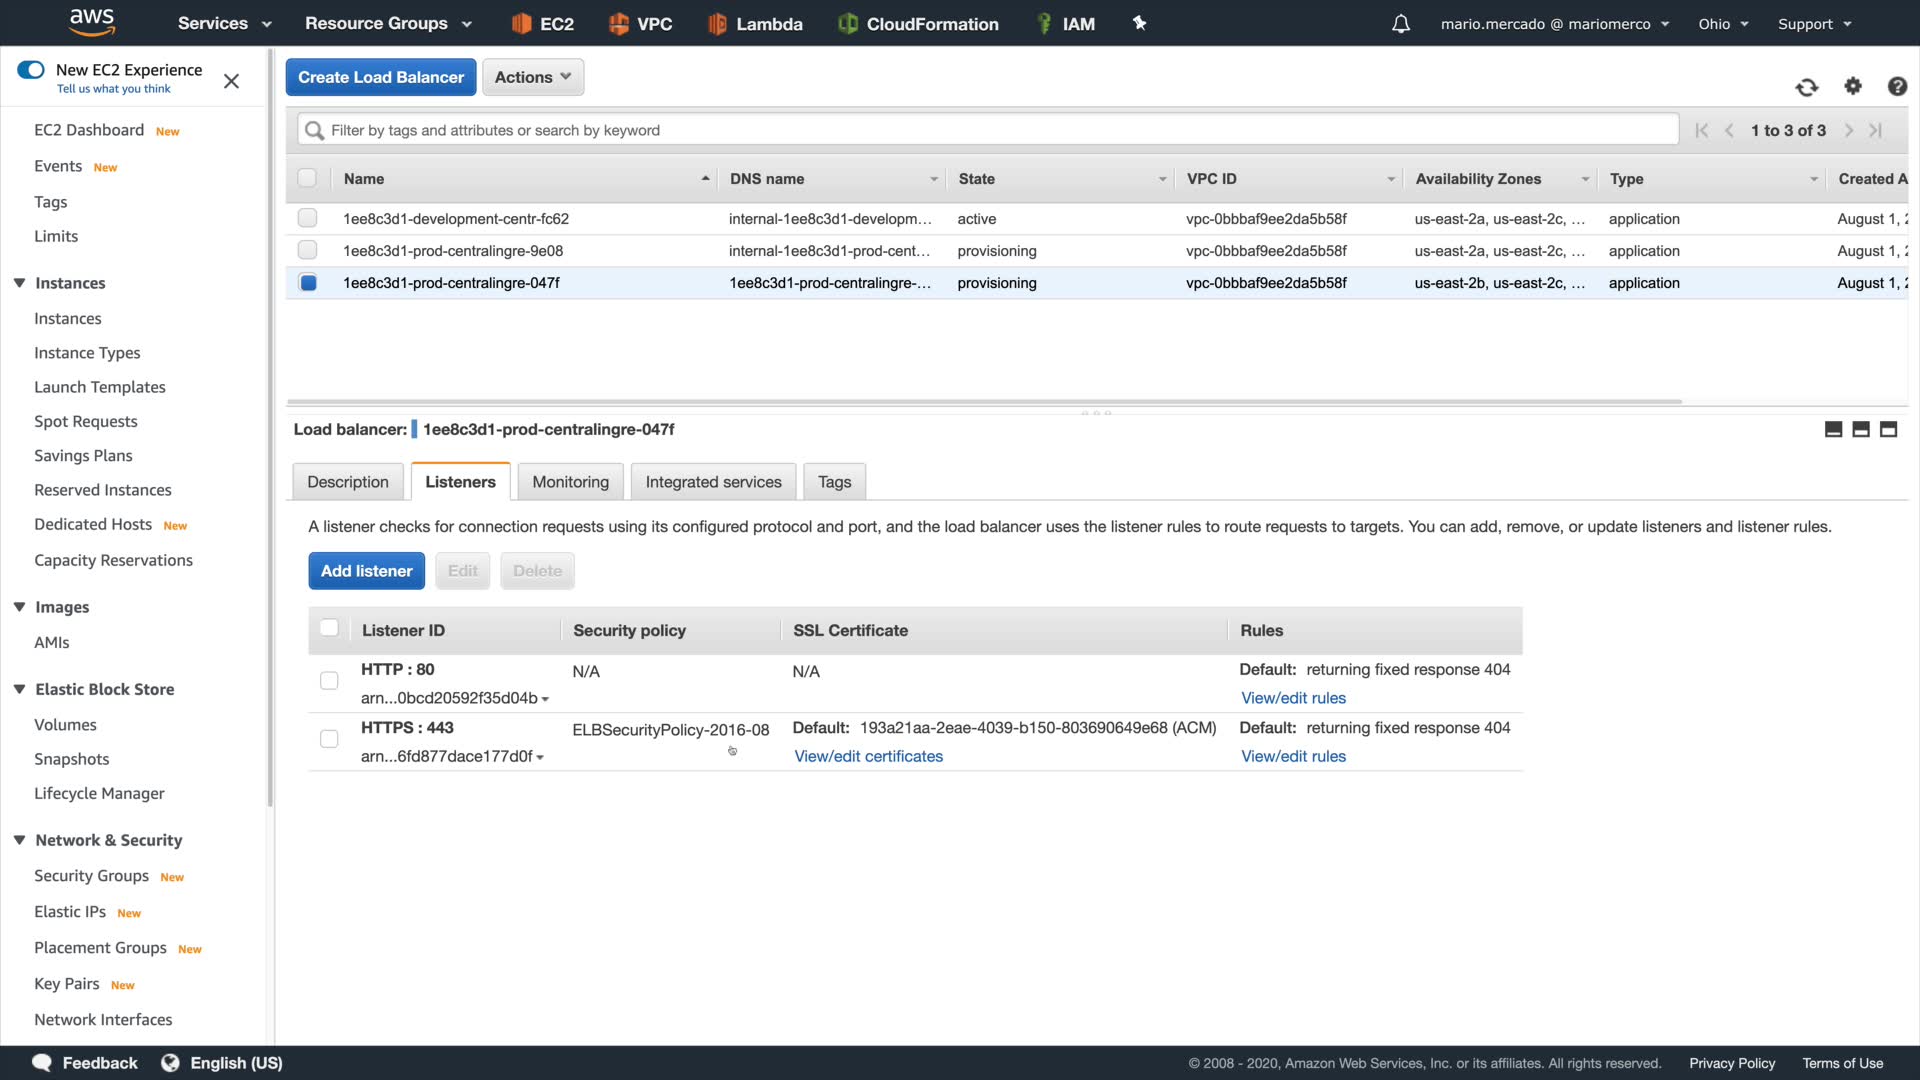 aws Services Resource Groups EC2 VPC Lambda CloudFormation IAM mario.mercado @ mariomerco Ohio Support
New EC2 Experience
Tell us what you think
EC2 Dashboard New
Events New
Tags
Limits
Instances
Instances
Instance Types
Launch Templates
Spot Requests
Savings Plans
Reserved Instances
Dedicated Hosts New
Capacity Reservations
Images
AMIs
Elastic Block Store
Volumes
Snapshots
Lifecycle Manager
Network & Security
Security Groups New
Elastic IPs New
Placement Groups New
Key Pairs New
Network Interfaces
Create Load Balancer Actions
Filter by tags and attributes or search by keyword 1 to 3 of 3
Name DNS name State VPC ID Availability Zones Type Created A
1ee8c3d1-development-centr-fc62 internal-1ee8c3d1-developm... active vpc-0bbbaf9ee2da5b58f us-east-2a, us-east-2c, ... application August 1, 2
1ee8c3d1-prod-centralingre-9e08 internal-1ee8c3d1-prod-cent... provisioning vpc-0bbbaf9ee2da5b58f us-east-2a, us-east-2c, ... application August 1, 2
1ee8c3d1-prod-centralingre-047f 1ee8c3d1-prod-centralingre-... provisioning vpc-0bbbaf9ee2da5b58f us-east-2b, us-east-2c, ... application August 1, 2
Load balancer: 1ee8c3d1-prod-centralingre-047f
Description Listeners Monitoring Integrated services Tags
A listener checks for connection requests using its configured protocol and port, and the load balancer uses the listener rules to route requests to targets. You can add, remove, or update listeners and listener rules.
Add listener Edit Delete
Listener ID Security policy SSL Certificate Rules
HTTP : 80 N/A N/A Default: returning fixed response 404
arn...0bcd20592f35d04b View/edit rules
HTTPS : 443 ELBSecurityPolicy-2016-08 Default: 193a21aa-2eae-4039-b150-803690649e68 (ACM) Default: returning fixed response 404
arn...6fd877dace177d0f View/edit certificates View/edit rules
Feedback English (US) © 2008 - 2020, Amazon Web Services, Inc. or its affiliates. All rights reserved. Privacy Policy Terms of Use